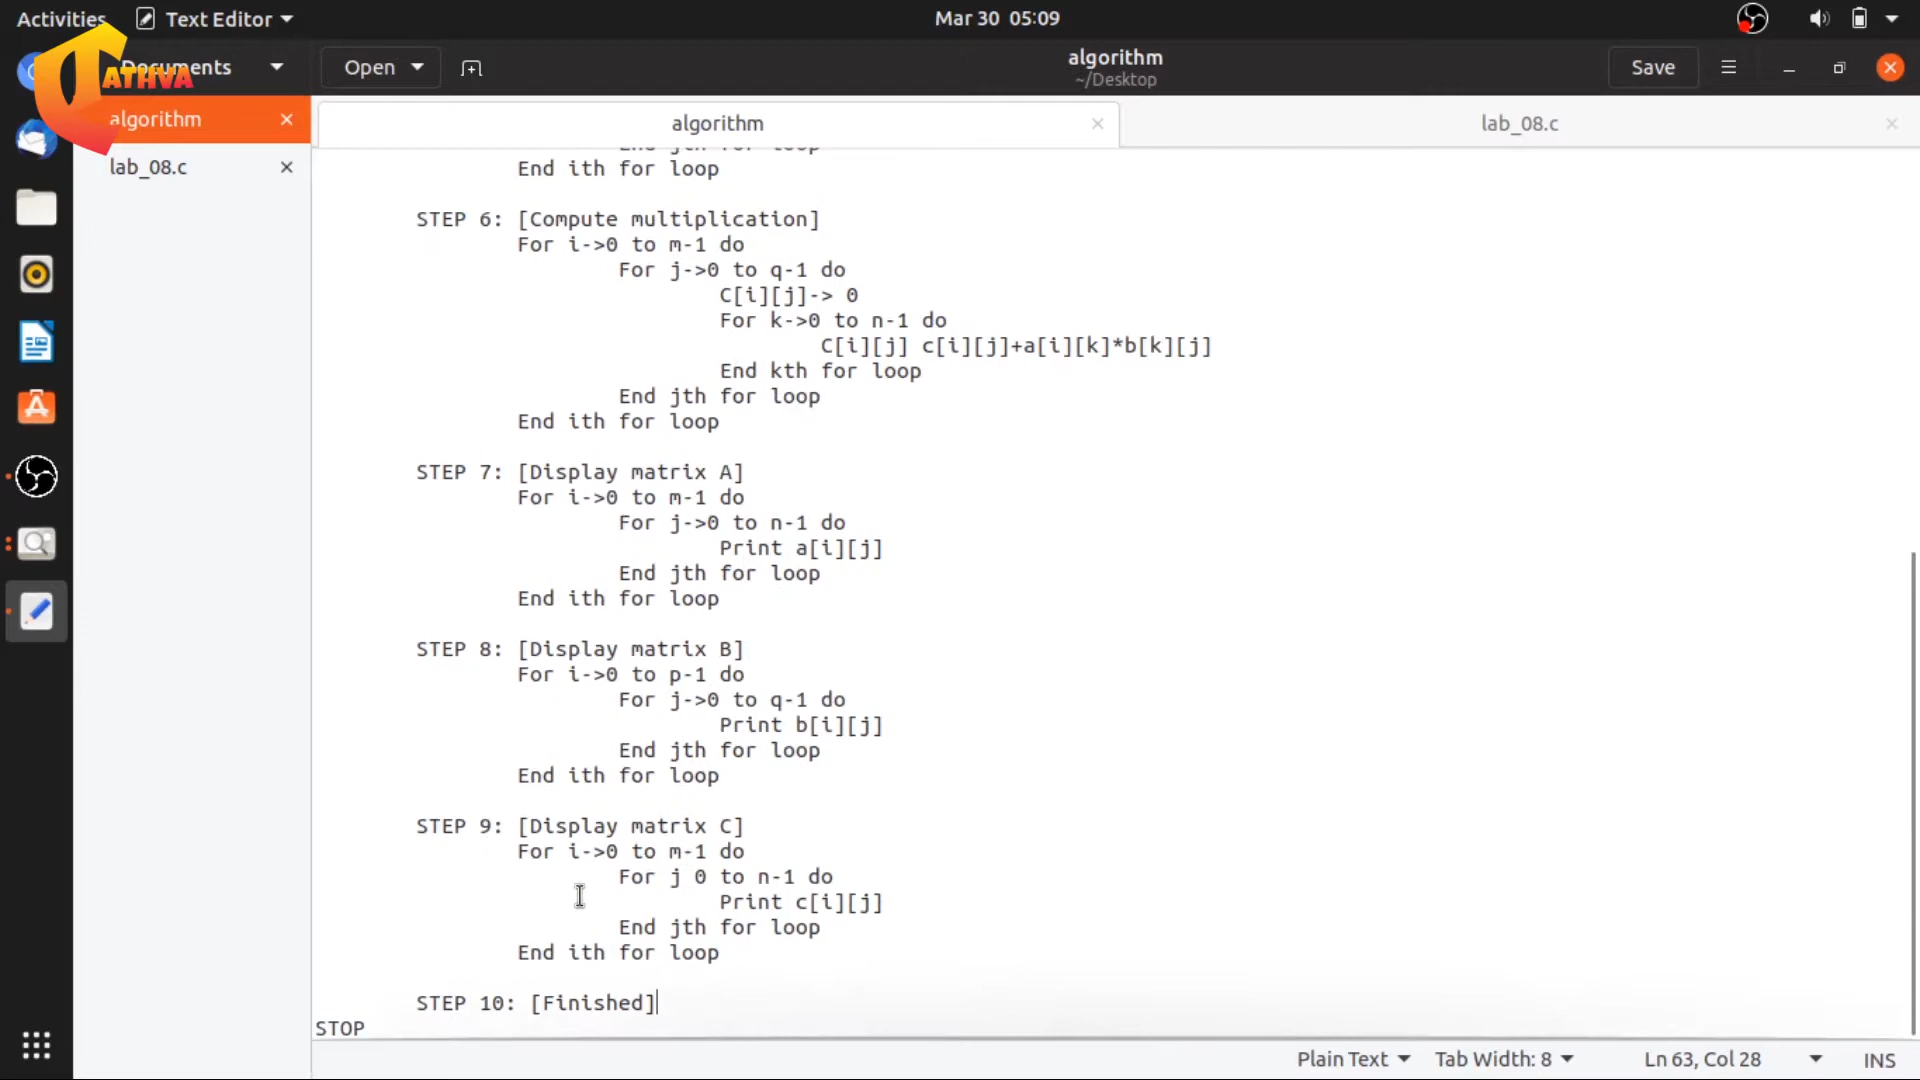 Activities Text Editor Mar 30 05:09
TATHVA
Documents Open algorithm Save
~/Desktop
algorithm algorithm lab_08.c
lab_08.c
End ith for loop
STEP 6: [Compute multiplication]
For i->0 to m-1 do
For j->0 to q-1 do
C[i][j]-> 0
For k->0 to n-1 do
C[i][j] c[i][j]+a[i][k]*b[k][j]
End kth for loop
End jth for loop
End ith for loop
STEP 7: [Display matrix A]
For i->0 to m-1 do
For j->0 to n-1 do
Print a[i][j]
End jth for loop
End ith for loop
STEP 8: [Display matrix B]
For i->0 to p-1 do
For j->0 to q-1 do
Print b[i][j]
End jth for loop
End ith for loop
STEP 9: [Display matrix C]
For i->0 to m-1 do
For j 0 to n-1 do
Print c[i][j]
End jth for loop
End ith for loop
STEP 10: [Finished]
STOP
Plain Text Tab Width: 8 Ln 63, Col 28 INS